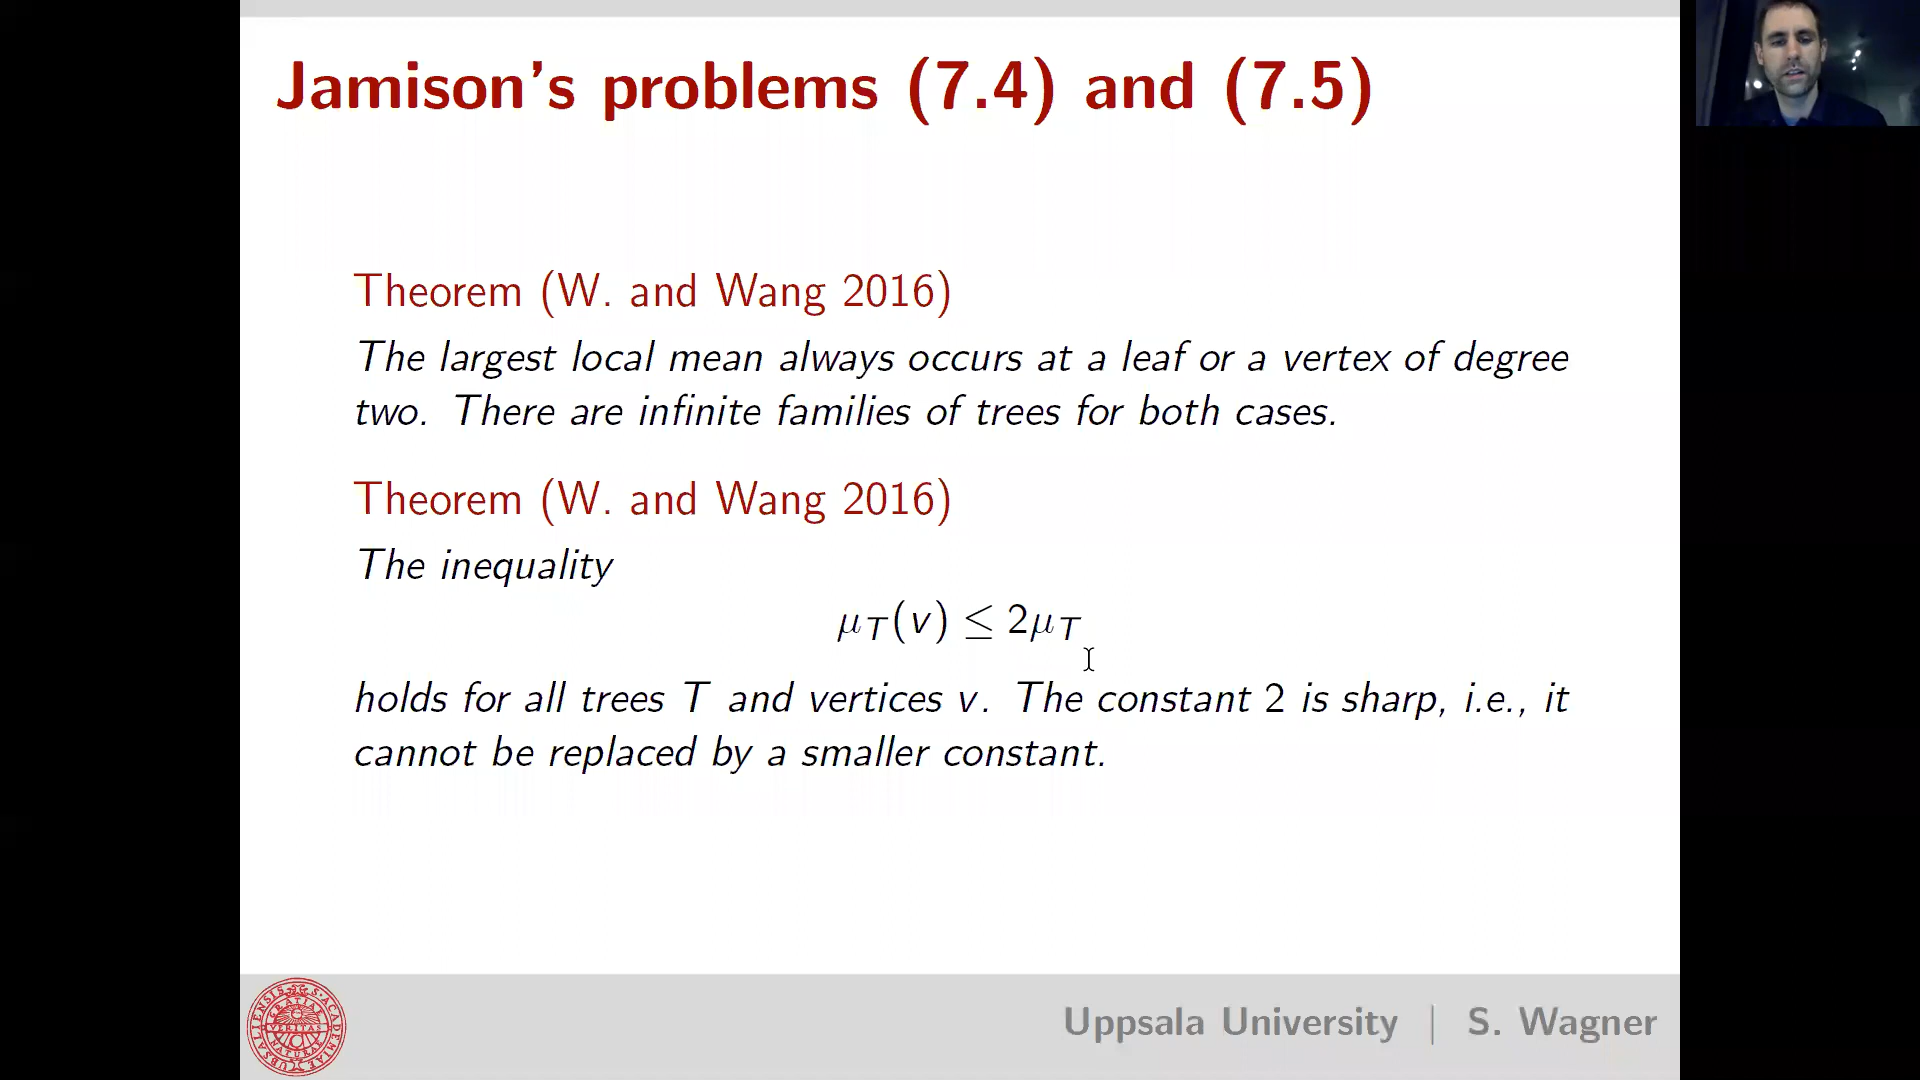 Jamison's problems (7.4) and (7.5)
Theorem (W. and Wang 2016)
The largest local mean always occurs at a leaf or a vertex of degree
two. There are infinite families of trees for both cases.
Theorem (W. and Wang 2016)
The inequality
μ_T(v) ≤ 2μ_T
holds for all trees T and vertices v. The constant 2 is sharp, i.e., it
cannot be replaced by a smaller constant.
Uppsala University | S. Wagner